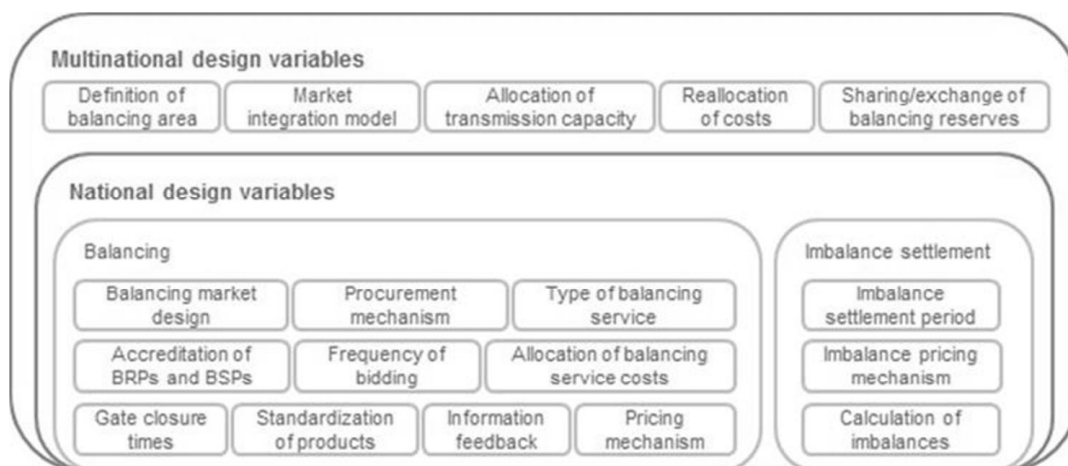 Multinational design variables
Definition of
balancing area
Market
integration model
Allocation of
transmission capacity
Reallocation
of costs
Sharing/exchange of
balancing reserves
National design variables
Balancing
Balancing market
design
Procurement
mechanism
Type of balancing
service
Accreditation of
BRPs and BSPs
Frequency of
bidding
Allocation of balancing
service costs
Gate closure
times
Standardization
of products
Information
feedback
Pricing
mechanism
Imbalance settlement
Imbalance
settlement period
Imbalance pricing
mechanism
Calculation of
imbalances